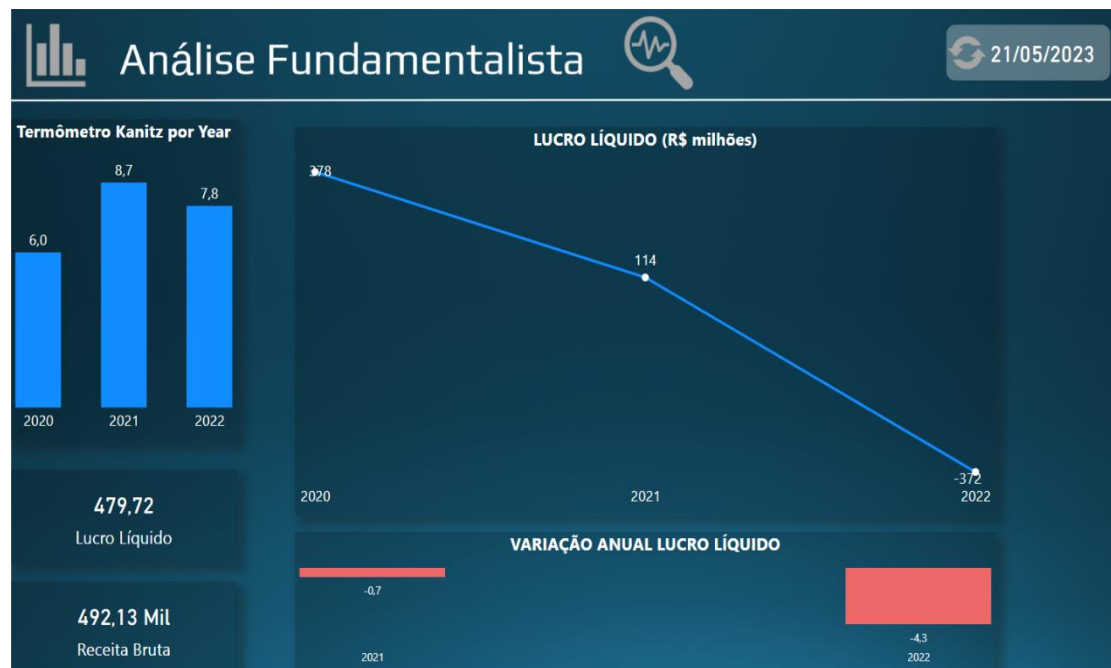 Análise Fundamentalista
21/05/2023
Termômetro Kanitz por Year
8,7
7,8
6,0
2020 2021 2022
479,72
Lucro Líquido
492,13 Mil
Receita Bruta
LUCRO LÍQUIDO (R$ milhões)
378
114
-372
2020 2021 2022
VARIAÇÃO ANUAL LUCRO LÍQUIDO
-0,7
-4,3
2021 2022